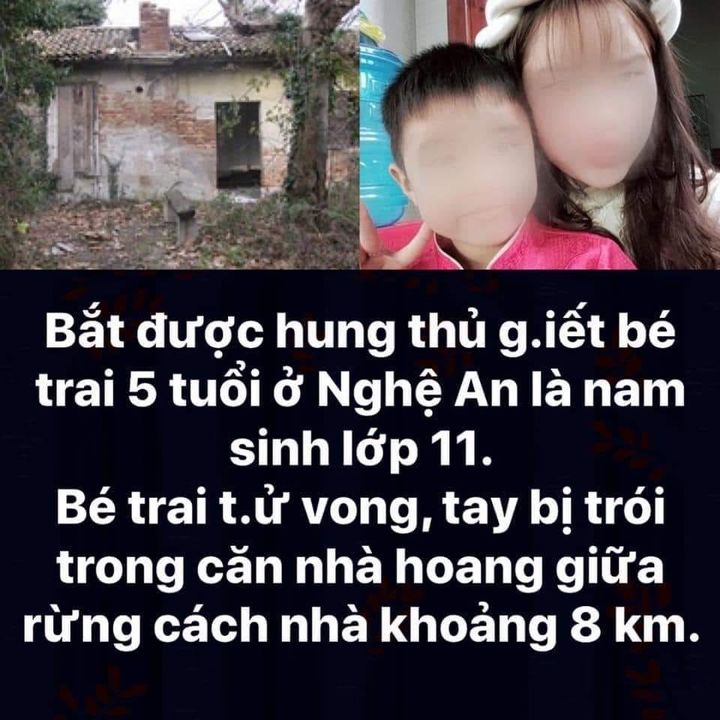 Bắt được hung thủ g.iết bé
trai 5 tuổi ở Nghệ An là nam
sinh lớp 11.
Bé trai t.ử vong, tay bị trói
trong căn nhà hoang giữa
rừng cách nhà khoảng 8 km.